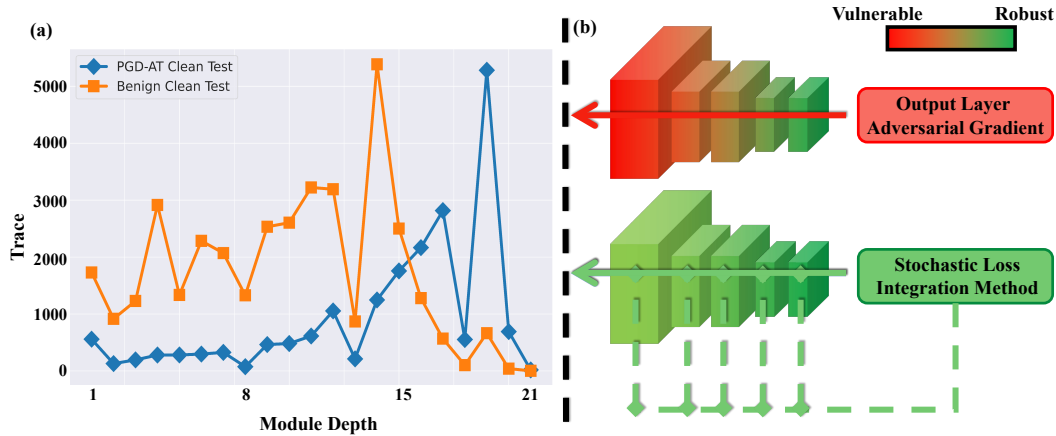 (a)
PGD-AT Clean Test
Benign Clean Test
5000
4000
3000
2000
1000
0
Trace
1
8
15
21
Module Depth
(b)
Vulnerable
Robust
Output Layer
Adversarial Gradient
Stochastic Loss
Integration Method